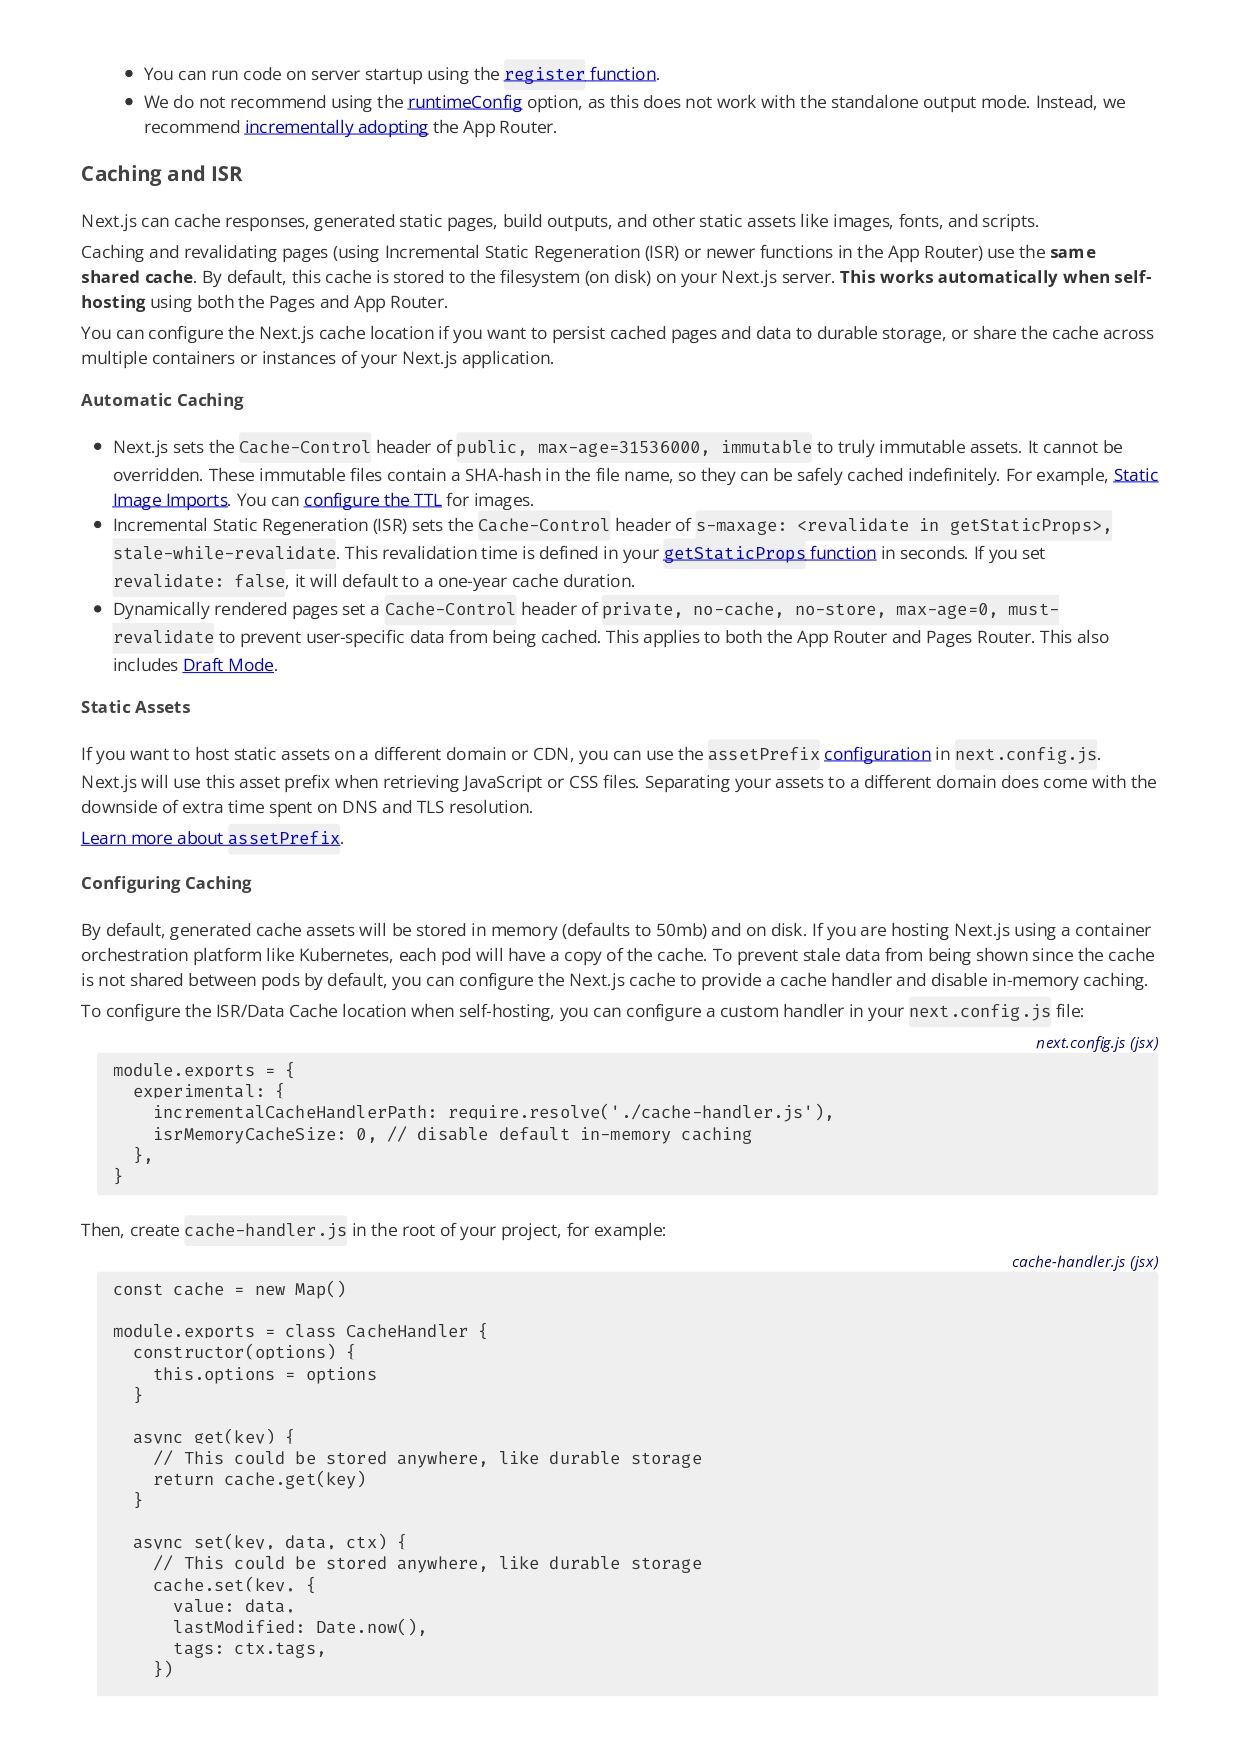 • You can run code on server startup using the register function.
• We do not recommend using the runtimeConfig option, as this does not work with the standalone output mode. Instead, we
recommend incrementally adopting the App Router.
Caching and ISR
Next.js can cache responses, generated static pages, build outputs, and other static assets like images, fonts, and scripts.
Caching and revalidating pages (using Incremental Static Regeneration (ISR) or newer functions in the App Router) use the same
shared cache. By default, this cache is stored to the filesystem (on disk) on your Next.js server. This works automatically when self-
hosting using both the Pages and App Router.
You can configure the Next.js cache location if you want to persist cached pages and data to durable storage, or share the cache across
multiple containers or instances of your Next.js application.
Automatic Caching
• Next.js sets the Cache-Control header of public, max-age=31536000, immutable to truly immutable assets. It cannot be
overridden. These immutable files contain a SHA-hash in the file name, so they can be safely cached indefinitely. For example, Static
Image Imports. You can configure the TTL for images.
• Incremental Static Regeneration (ISR) sets the Cache-Control header of s-maxage: <revalidate in getStaticProps>,
stale-while-revalidate. This revalidation time is defined in your getStaticProps function in seconds. If you set
revalidate: false, it will default to a one-year cache duration.
• Dynamically rendered pages set a Cache-Control header of private, no-cache, no-store, max-age=0, must-
revalidate to prevent user-specific data from being cached. This applies to both the App Router and Pages Router. This also
includes Draft Mode.
Static Assets
If you want to host static assets on a different domain or CDN, you can use the assetPrefix configuration in next.config.js.
Next.js will use this asset prefix when retrieving JavaScript or CSS files. Separating your assets to a different domain does come with the
downside of extra time spent on DNS and TLS resolution.
Learn more about assetPrefix.
Configuring Caching
By default, generated cache assets will be stored in memory (defaults to 50mb) and on disk. If you are hosting Next.js using a container
orchestration platform like Kubernetes, each pod will have a copy of the cache. To prevent stale data from being shown since the cache
is not shared between pods by default, you can configure the Next.js cache to provide a cache handler and disable in-memory caching.
To configure the ISR/Data Cache location when self-hosting, you can configure a custom handler in your next.config.js file:
next.config.js (jsx)
module.exports = {
  experimental: {
    incrementalCacheHandlerPath: require.resolve('./cache-handler.js'),
    isrMemoryCacheSize: 0, // disable default in-memory caching
  },
}
Then, create cache-handler.js in the root of your project, for example:
cache-handler.js (jsx)
const cache = new Map()
module.exports = class CacheHandler {
  constructor(options) {
    this.options = options
  }
  async get(key) {
    // This could be stored anywhere, like durable storage
    return cache.get(key)
  }
  async set(key, data, ctx) {
    // This could be stored anywhere, like durable storage
    cache.set(key, {
      value: data,
      lastModified: Date.now(),
      tags: ctx.tags,
    })